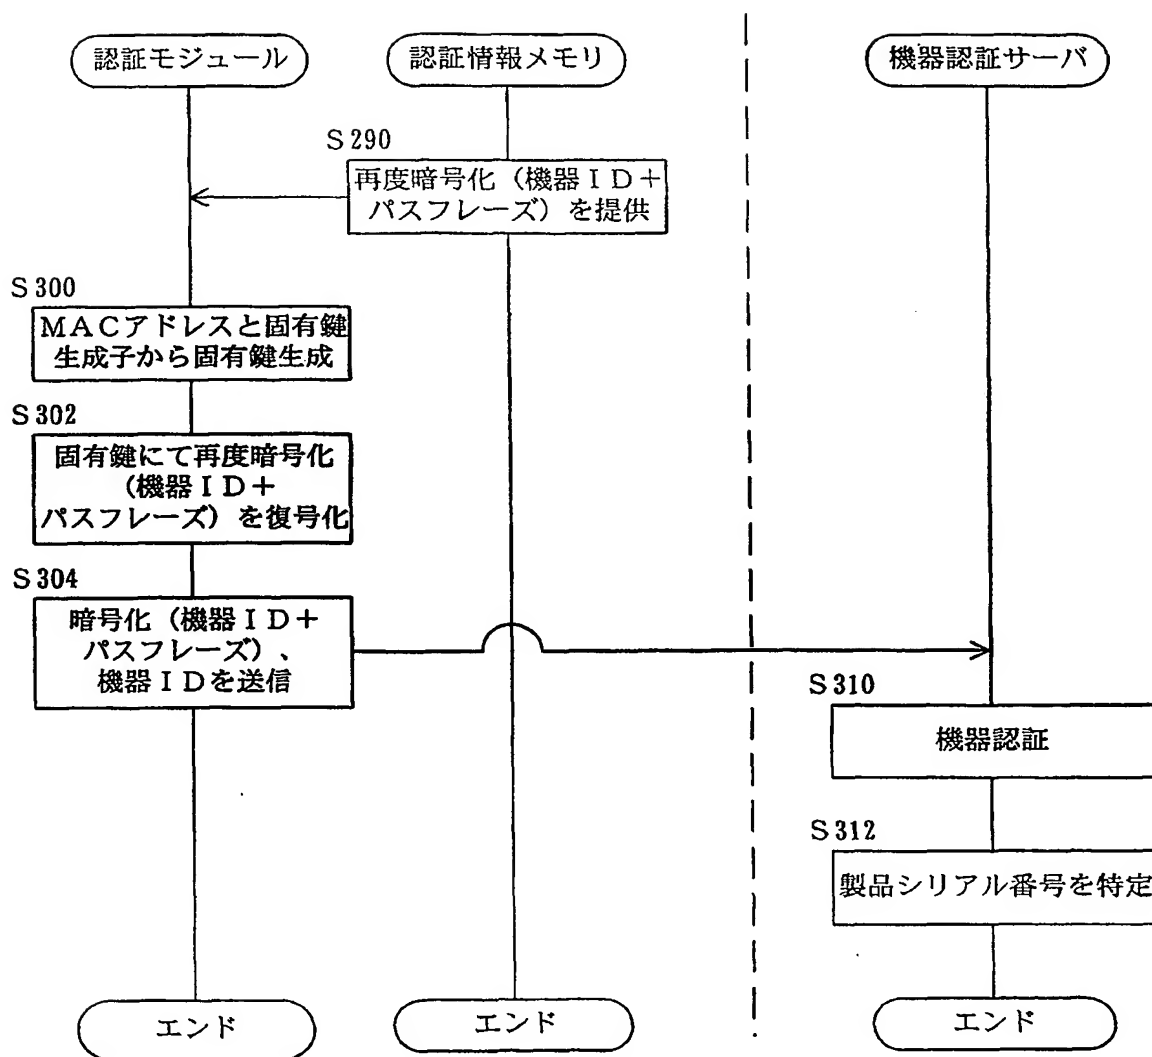 認証モジュール
認証情報メモリ
機器認証サーバ
S290
再度暗号化（機器ID＋
パスフレーズ）を提供
S300
MACアドレスと固有鍵
生成子から固有鍵生成
S302
固有鍵にて再度暗号化
（機器ID＋
パスフレーズ）を復号化
S304
暗号化（機器ID＋
パスフレーズ）、
機器IDを送信
S310
機器認証
S312
製品シリアル番号を特定
エンド
エンド
エンド